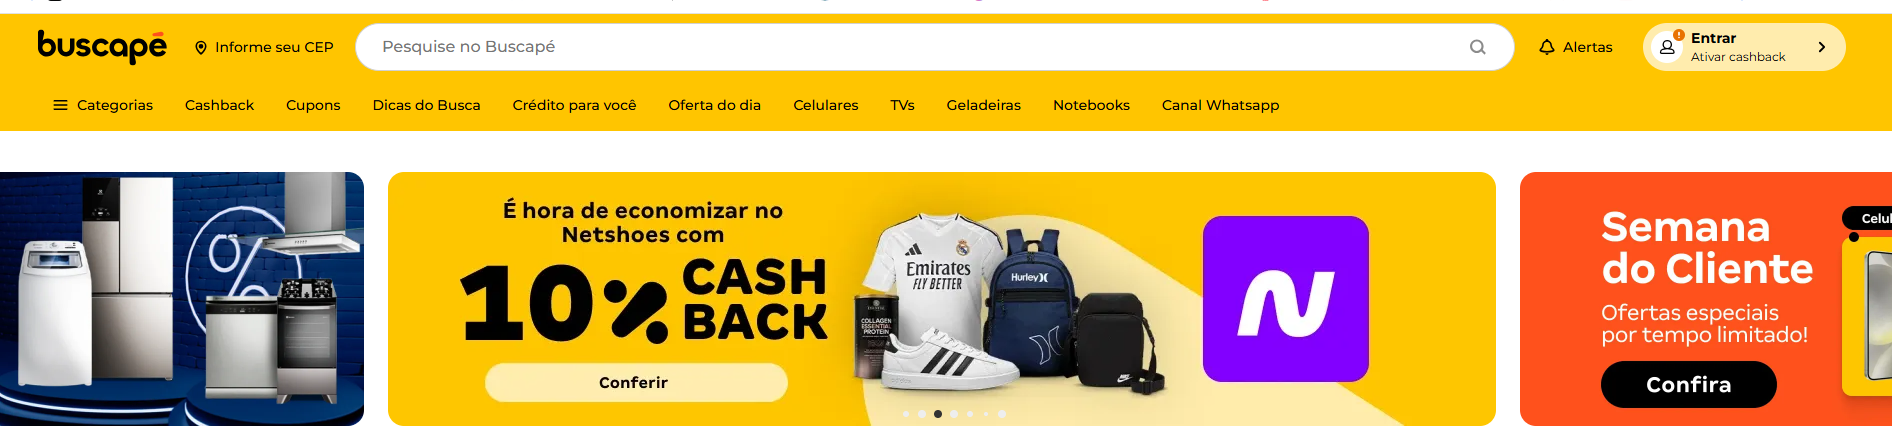 buscapé
Informe seu CEP
Pesquise no Buscapé
Alertas
Entrar
Ativar cashback
Categorias
Cashback
Cupons
Dicas do Busca
Crédito para você
Oferta do dia
Celulares
TVs
Geladeiras
Notebooks
Canal Whatsapp
É hora de economizar no
Netshoes com
10% CASH
BACK
Conferir
Emirates
FLY BETTER
Hurley
COLLAGEN
ESSENTIAL
PROTEIN
N
Semana
do Cliente
Ofertas especiais
por tempo limitado!
Confira
Celu